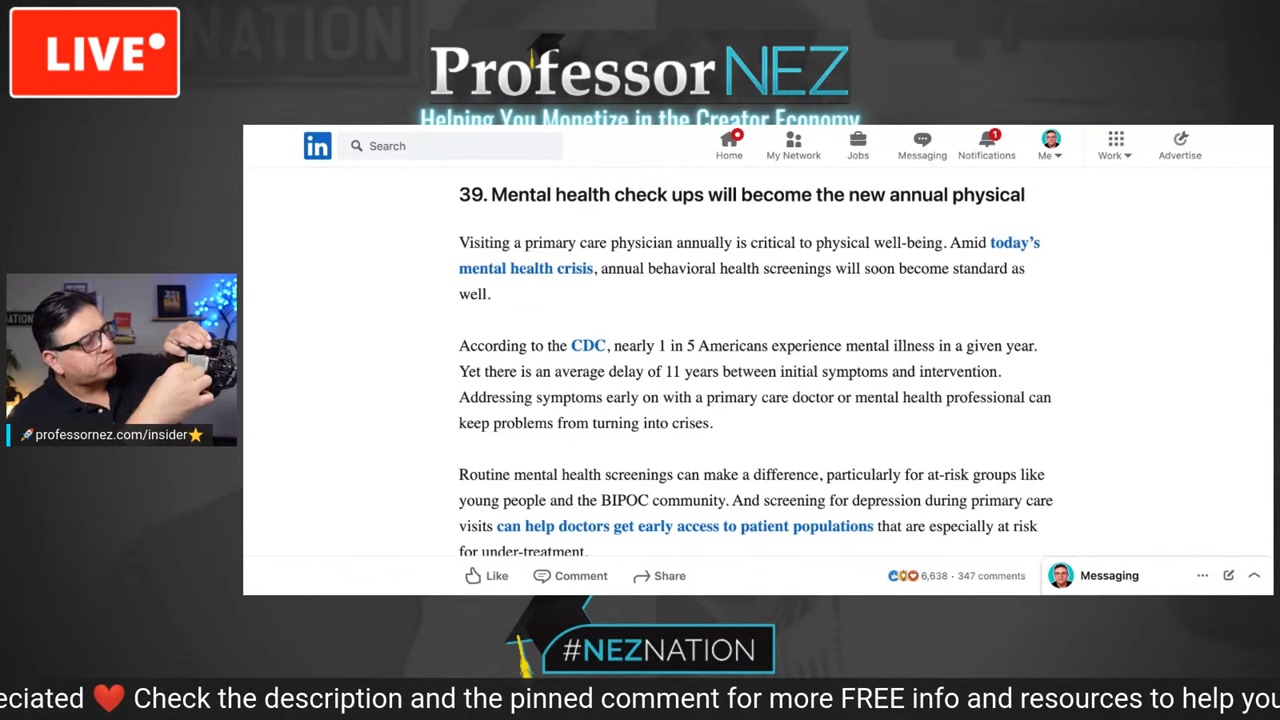 LIVE
NATION
Professor NEZ
Helping You Monetize in the Creator Economy
in
Search
Home
My Network
Jobs
Messaging
1
Notifications
Me
Work
Advertise
39. Mental health check ups will become the new annual physical
Visiting a primary care physician annually is critical to physical well-being. Amid today’s
mental health crisis, annual behavioral health screenings will soon become standard as
well.
According to the CDC, nearly 1 in 5 Americans experience mental illness in a given year.
Yet there is an average delay of 11 years between initial symptoms and intervention.
Addressing symptoms early on with a primary care doctor or mental health professional can
keep problems from turning into crises.
Routine mental health screenings can make a difference, particularly for at-risk groups like
young people and the BIPOC community. And screening for depression during primary care
visits can help doctors get early access to patient populations that are especially at risk
for under-treatment.
Like
Comment
Share
6,638 · 347 comments
Messaging
NATION
🚀professornez.com/insider⭐
#NEZNATION
eciated ❤️ Check the description and the pinned comment for more FREE info and resources to help you